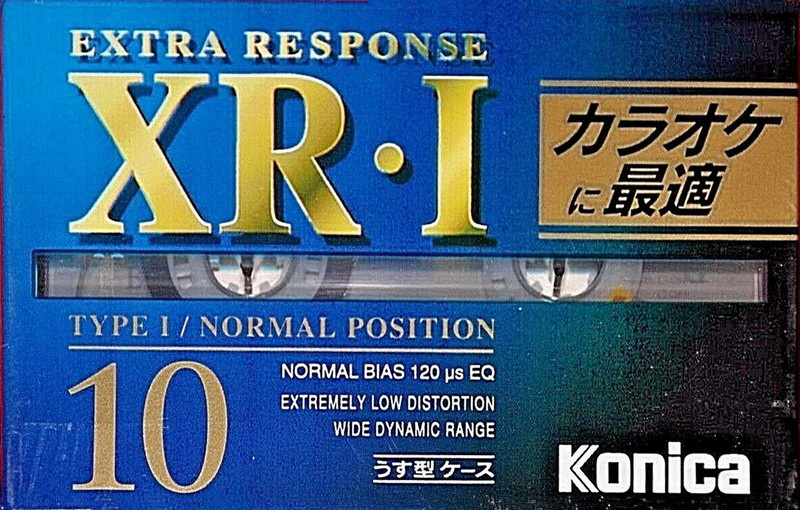 EXTRA RESPONSE
XR・I
カラオケ
に最適
TYPE I / NORMAL POSITION
10
NORMAL BIAS 120 μs EQ
EXTREMELY LOW DISTORTION
WIDE DYNAMIC RANGE
うす型ケース
Konica